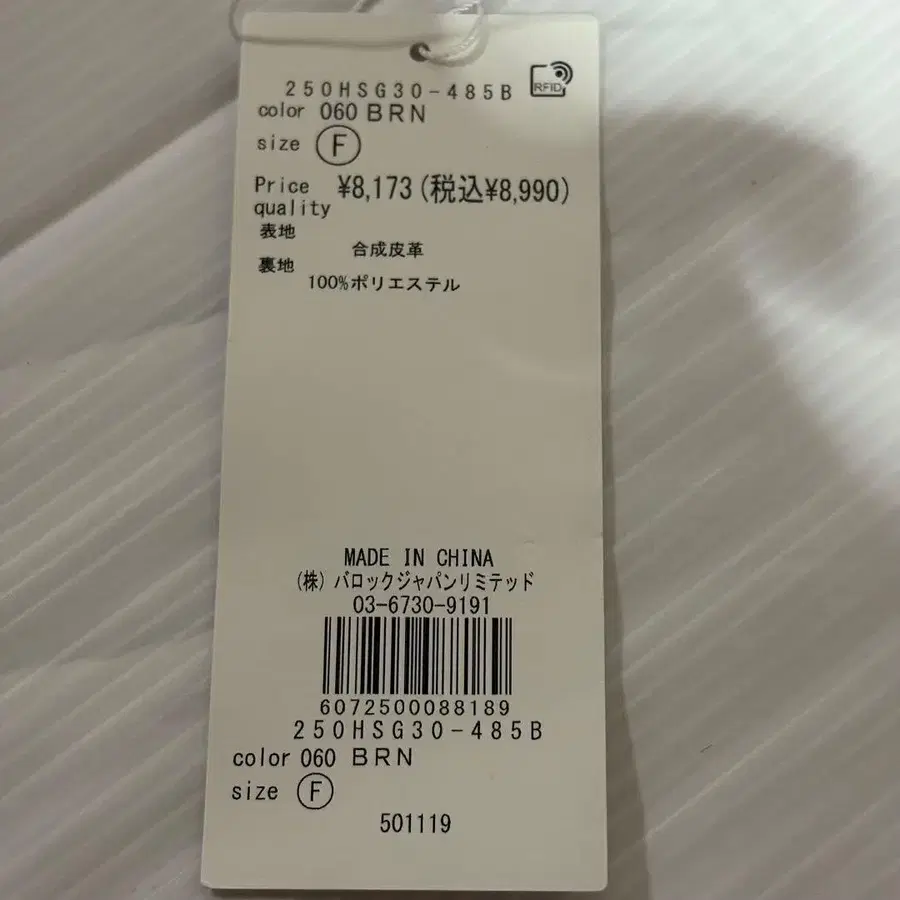 250HSG30-485B
RFID
color 060 BRN
size F
Price ¥8,173(税込¥8,990)
quality
表地
合成皮革
裏地
100%ポリエステル
MADE IN CHINA
(株)バロックジャパンリミテッド
03-6730-9191
6072500088189
250HSG30-485B
color 060 BRN
size F
501119